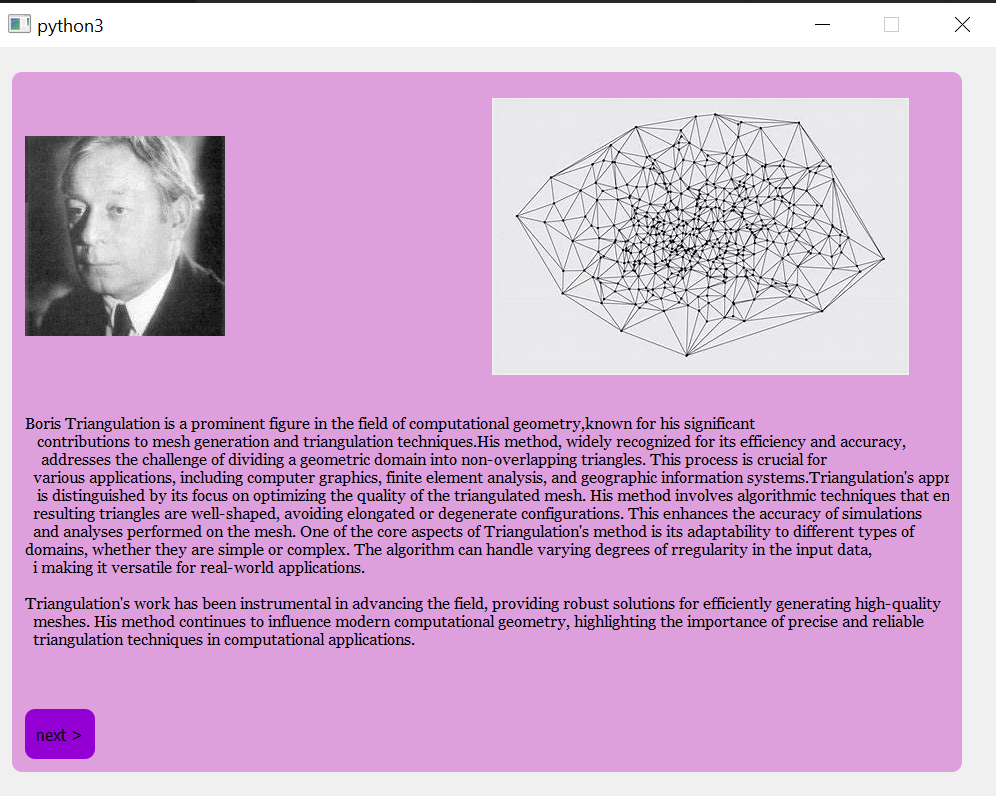 python3
Boris Triangulation is a prominent figure in the field of computational geometry,known for his significant
contributions to mesh generation and triangulation techniques.His method, widely recognized for its efficiency and accuracy,
addresses the challenge of dividing a geometric domain into non-overlapping triangles. This process is crucial for
various applications, including computer graphics, finite element analysis, and geographic information systems.Triangulation's appr
is distinguished by its focus on optimizing the quality of the triangulated mesh. His method involves algorithmic techniques that en
resulting triangles are well-shaped, avoiding elongated or degenerate configurations. This enhances the accuracy of simulations
and analyses performed on the mesh. One of the core aspects of Triangulation's method is its adaptability to different types of
domains, whether they are simple or complex. The algorithm can handle varying degrees of rregularity in the input data,
i making it versatile for real-world applications.
Triangulation's work has been instrumental in advancing the field, providing robust solutions for efficiently generating high-quality
meshes. His method continues to influence modern computational geometry, highlighting the importance of precise and reliable
triangulation techniques in computational applications.
next >